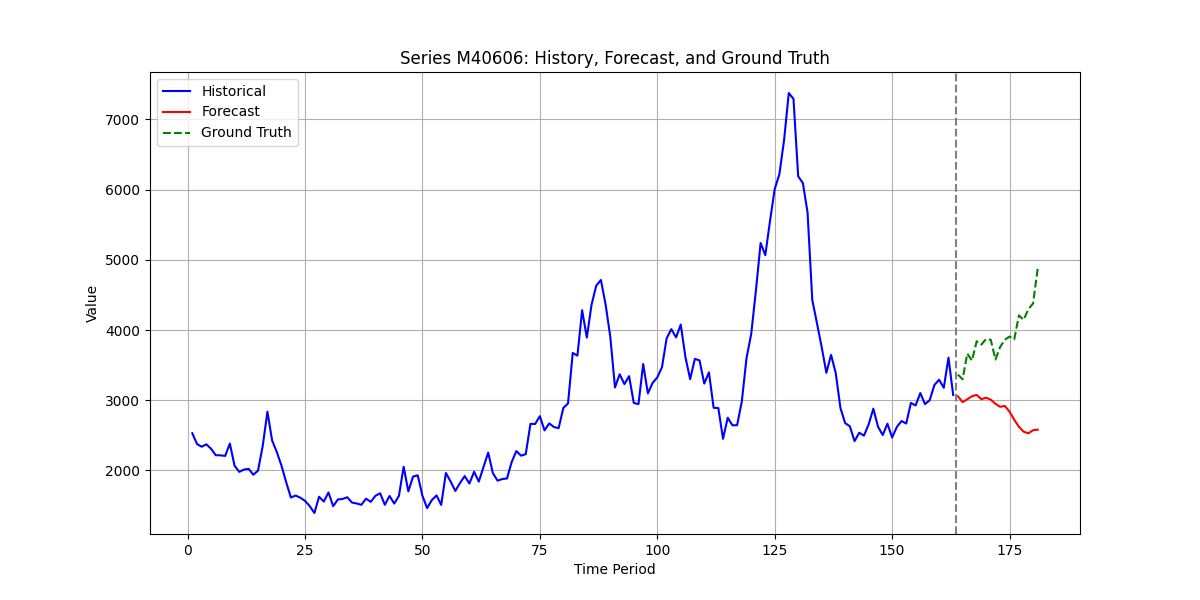 Series M40606: History, Forecast, and Ground Truth
Historical
Forecast
Ground Truth
7000
6000
5000
4000
3000
2000
Value
0 25 50 75 100 125 150 175
Time Period